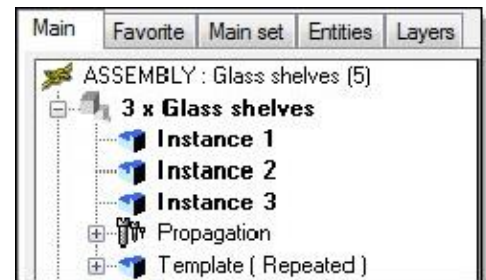 Main Favorite Main set Entities Layers
ASSEMBLY : Glass shelves (5)
3 x Glass shelves
Instance 1
Instance 2
Instance 3
Propagation
Template ( Repeated )